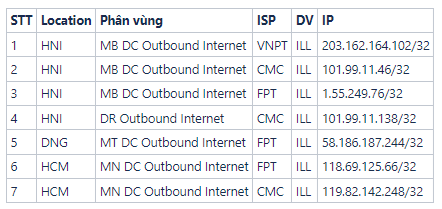 STT Location Phân vùng ISP DV IP
1 HNI MB DC Outbound Internet VNPT ILL 203.162.164.102/32
2 HNI MB DC Outbound Internet CMC ILL 101.99.11.46/32
3 HNI MB DC Outbound Internet FPT ILL 1.55.249.76/32
4 HNI DR Outbound Internet CMC ILL 101.99.11.138/32
5 DNG MT DC Outbound Internet FPT ILL 58.186.187.244/32
6 HCM MN DC Outbound Internet FPT ILL 118.69.125.66/32
7 HCM MN DC Outbound Internet CMC ILL 119.82.142.248/32